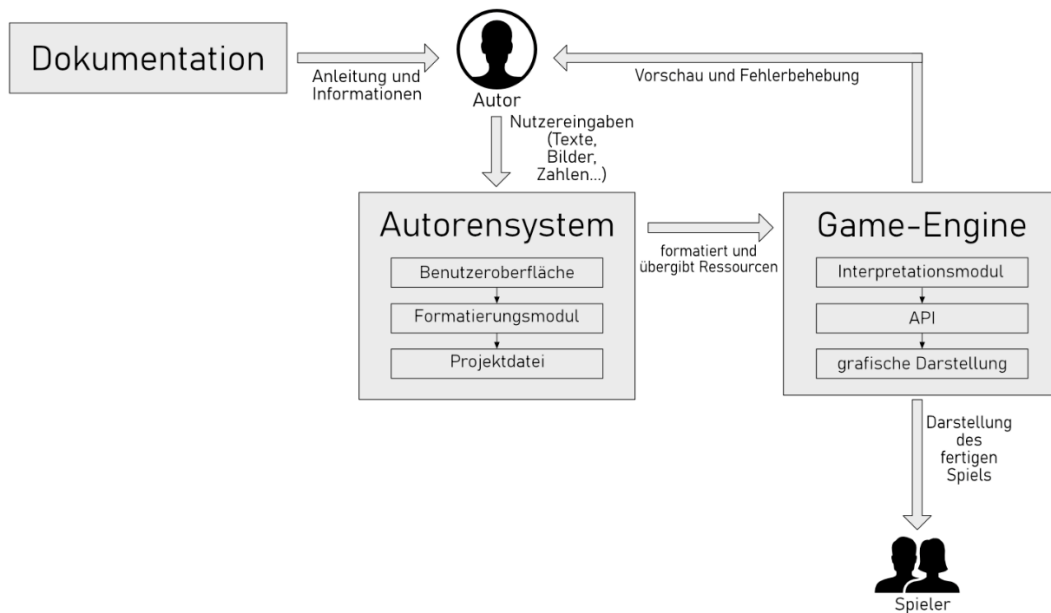 Dokumentation
Anleitung und
Informationen
Autor
Vorschau und Fehlerbehebung
Nutzereingaben
(Texte,
Bilder,
Zahlen...)
Autorensystem
Benutzeroberfläche
Formatierungsmodul
Projektdatei
formatiert und
übergibt Ressourcen
Game-Engine
Interpretationsmodul
API
grafische Darstellung
Darstellung
des
fertigen
Spiels
Spieler